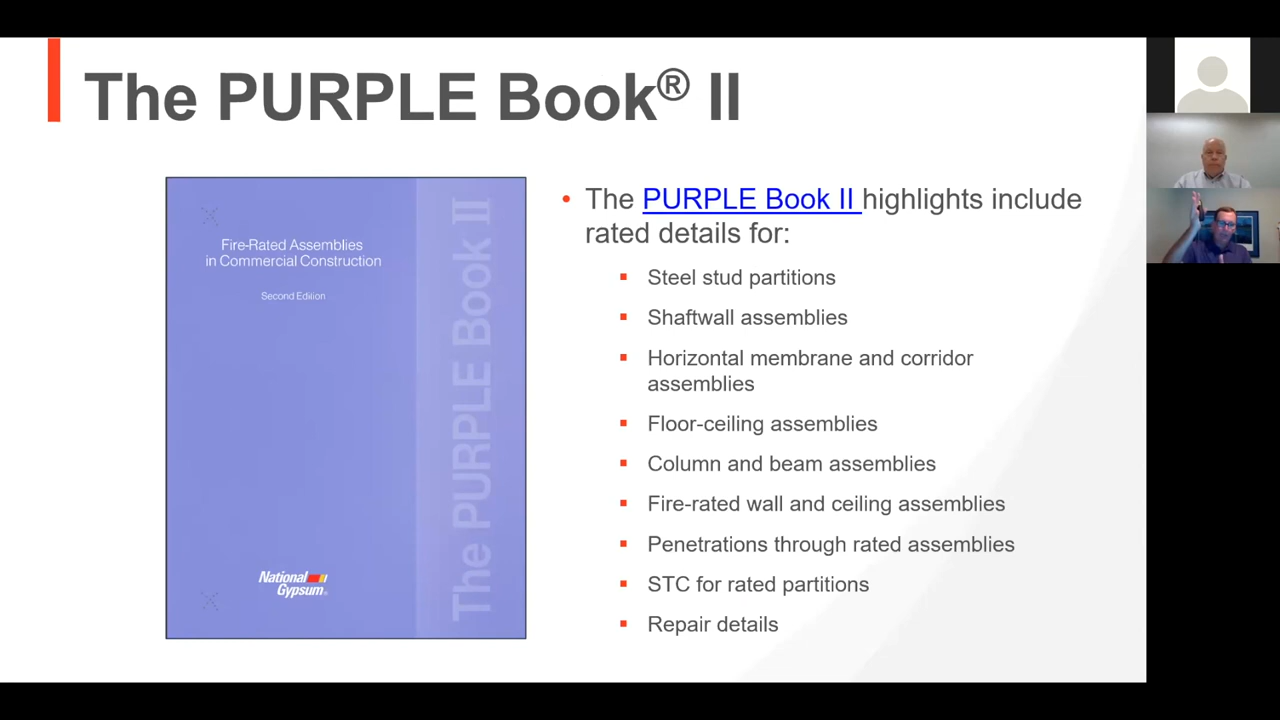 The PURPLE Book® II
Fire-Rated Assemblies
in Commercial Construction
Second Edition
The PURPLE Book II
National
Gypsum®
• The PURPLE Book II highlights include
rated details for:
▪ Steel stud partitions
▪ Shaftwall assemblies
▪ Horizontal membrane and corridor
assemblies
▪ Floor-ceiling assemblies
▪ Column and beam assemblies
▪ Fire-rated wall and ceiling assemblies
▪ Penetrations through rated assemblies
▪ STC for rated partitions
▪ Repair details